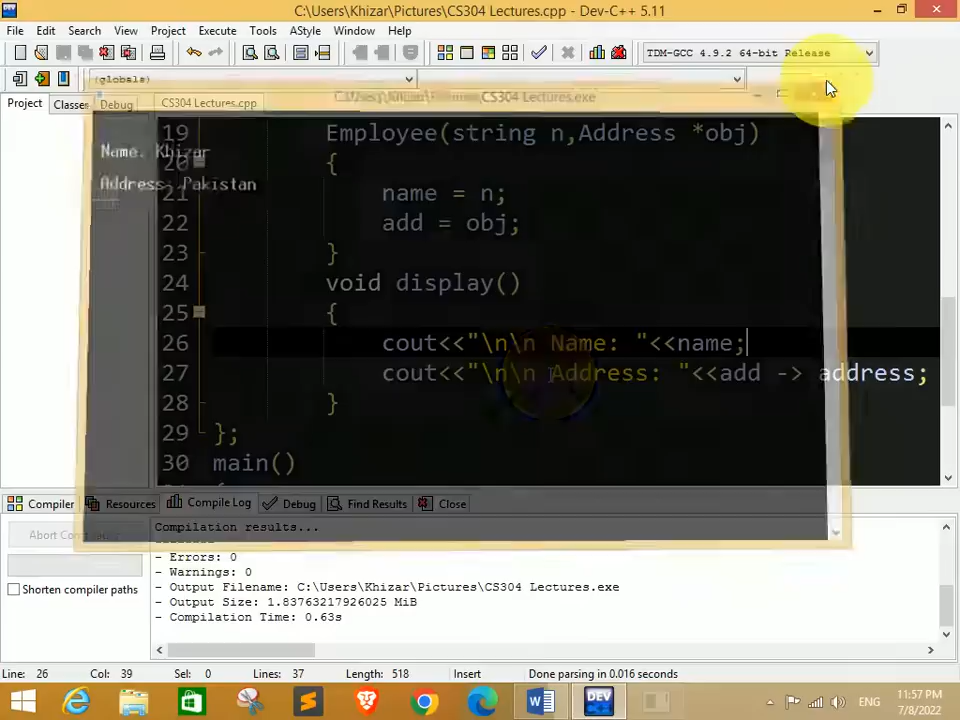 C:\Users\Khizar\Pictures\CS304 Lectures.cpp - Dev-C++ 5.11
File Edit Search View Project Execute Tools AStyle Window Help
TDM-GCC 4.9.2 64-bit Release
(globals)
Project Classes Debug CS304 Lectures.cpp
CS304 Lectures.exe
Name: Khizar
Address: Pakistan
19 Employee(string n,Address *obj)
20 {
21 name = n;
22 add = obj;
23 }
24 void display()
25 {
26 cout<<"\n\n Name: "<<name;
27 cout<<"\n\n Address: "<<add -> address;
28 }
29 };
30 main()
Compiler Resources Compile Log Debug Find Results Close
Compilation results...
- Errors: 0
- Warnings: 0
- Output Filename: C:\Users\Khizar\Pictures\CS304 Lectures.exe
- Output Size: 1.83763217926025 MiB
- Compilation Time: 0.63s
Shorten compiler paths
Line: 26 Col: 39 Sel: 0 Lines: 37 Length: 518 Insert Done parsing in 0.016 seconds
DEV
ENG
11:57 PM
7/8/2022